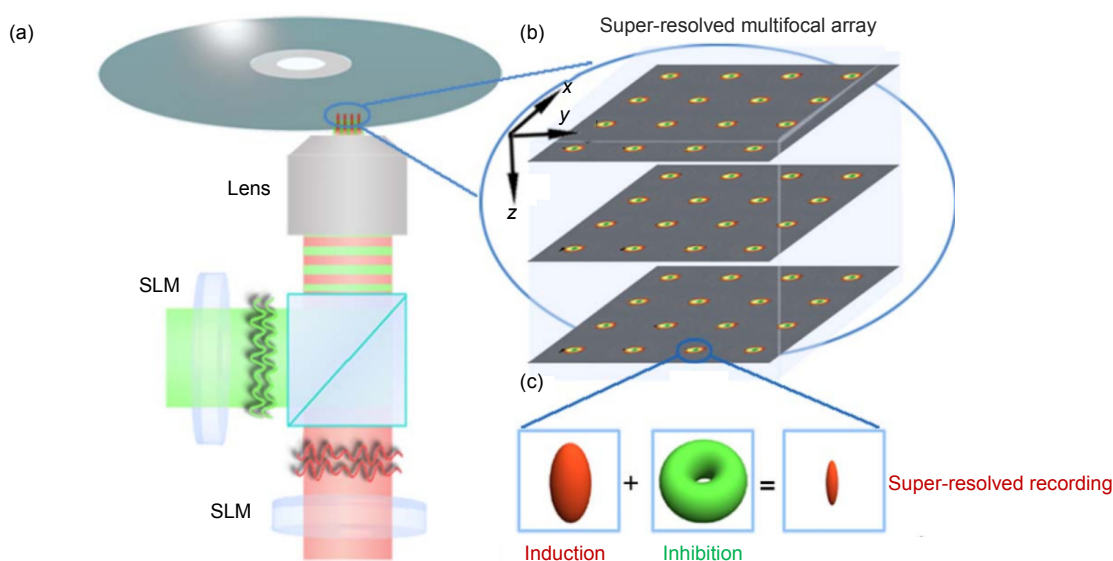 (a)
(b)
Super-resolved multifocal array
x
y
z
Lens
SLM
SLM
(c)
+
=
Super-resolved recording
Induction
Inhibition